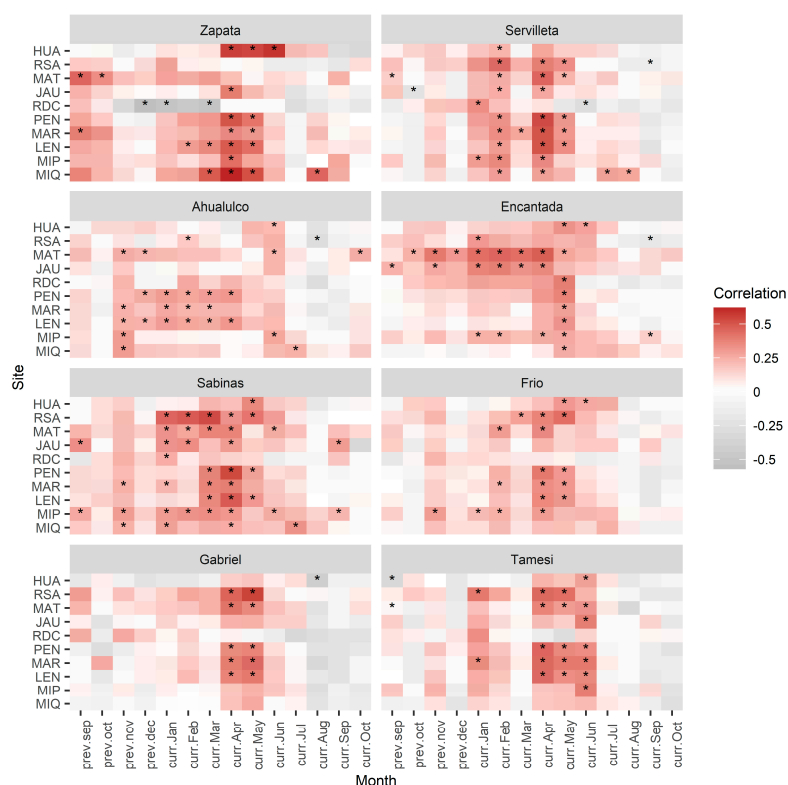 Zapata
Servilleta
HUA
RSA
MAT
JAU
RDC
PEN
MAR
LEN
MIP
MIQ
Ahualulco
Encantada
HUA
RSA
MAT
JAU
RDC
PEN
MAR
LEN
MIP
MIQ
Sabinas
Frio
HUA
RSA
MAT
JAU
RDC
PEN
MAR
LEN
MIP
MIQ
Gabriel
Tamesi
HUA
RSA
MAT
JAU
RDC
PEN
MAR
LEN
MIP
MIQ
Site
prev.sep
prev.oct
prev.nov
prev.dec
curr.Jan
curr.Feb
curr.Mar
curr.Apr
curr.May
curr.Jun
curr.Jul
curr.Aug
curr.Sep
curr.Oct
prev.sep
prev.oct
prev.nov
prev.dec
curr.Jan
curr.Feb
curr.Mar
curr.Apr
curr.May
curr.Jun
curr.Jul
curr.Aug
curr.Sep
curr.Oct
Month
Correlation
0.5
0.25
0
-0.25
-0.5